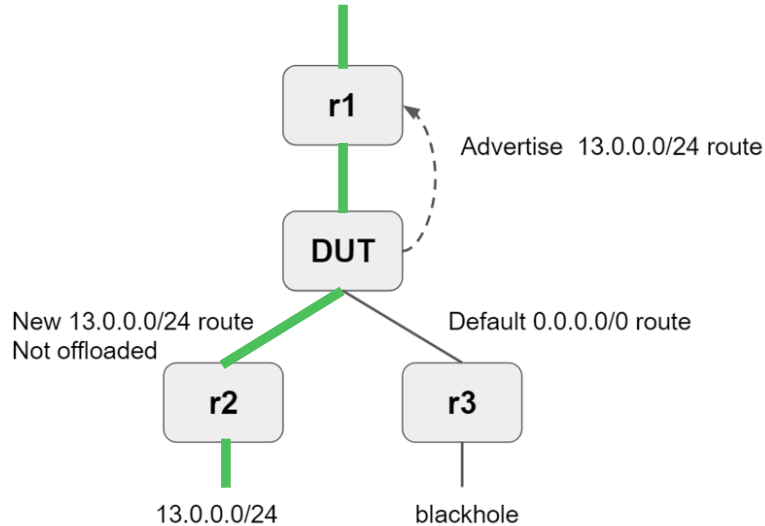 r1
Advertise 13.0.0.0/24 route
DUT
New 13.0.0.0/24 route
Not offloaded
Default 0.0.0.0/0 route
r2
r3
13.0.0.0/24
blackhole